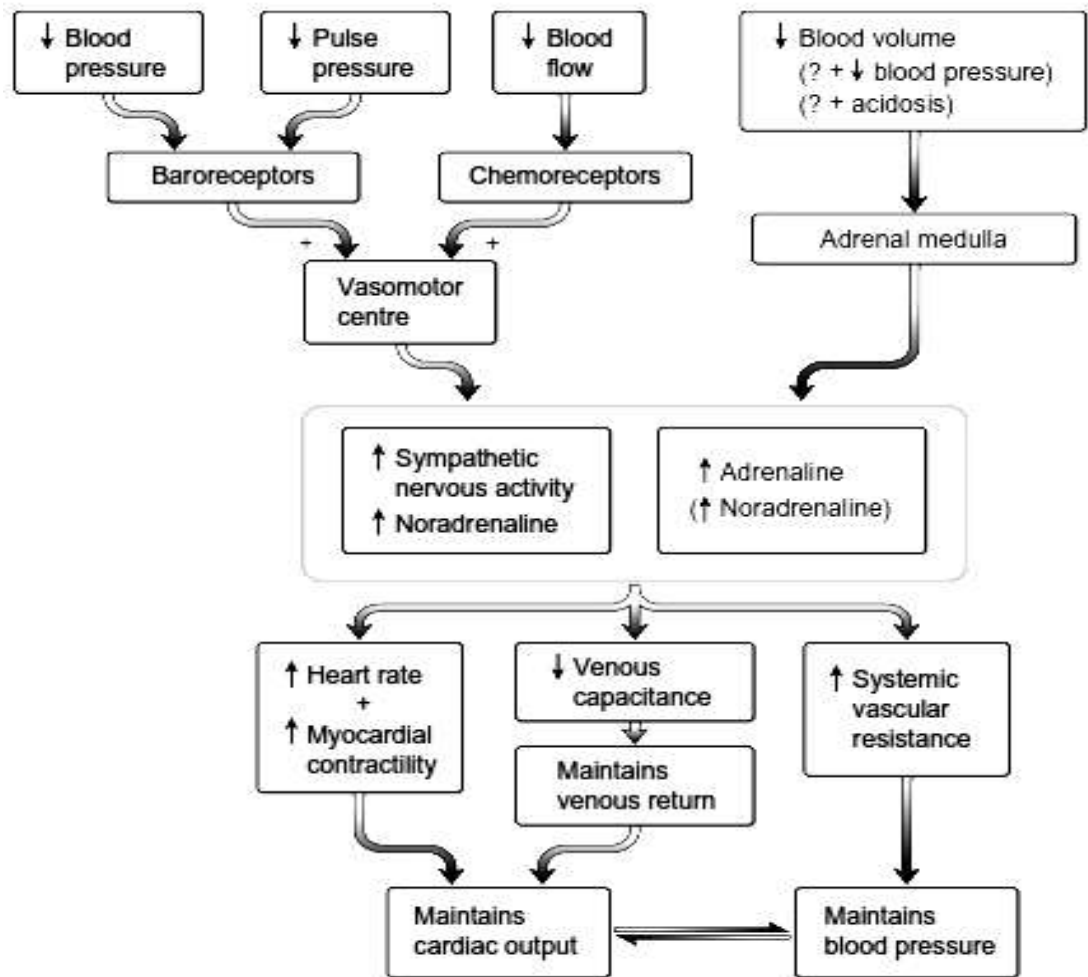 ↓ Blood
pressure
↓ Pulse
pressure
↓ Blood
flow
↓ Blood volume
(? + ↓ blood pressure)
(? + acidosis)
Baroreceptors
Chemoreceptors
Adrenal medulla
+
+
Vasomotor
centre
↑ Sympathetic
nervous activity
↑ Noradrenaline
↑ Adrenaline
(↑ Noradrenaline)
↑ Heart rate
+
↑ Myocardial
contractility
↓ Venous
capacitance
↑ Systemic
vascular
resistance
Maintains
venous return
Maintains
cardiac output
Maintains
blood pressure